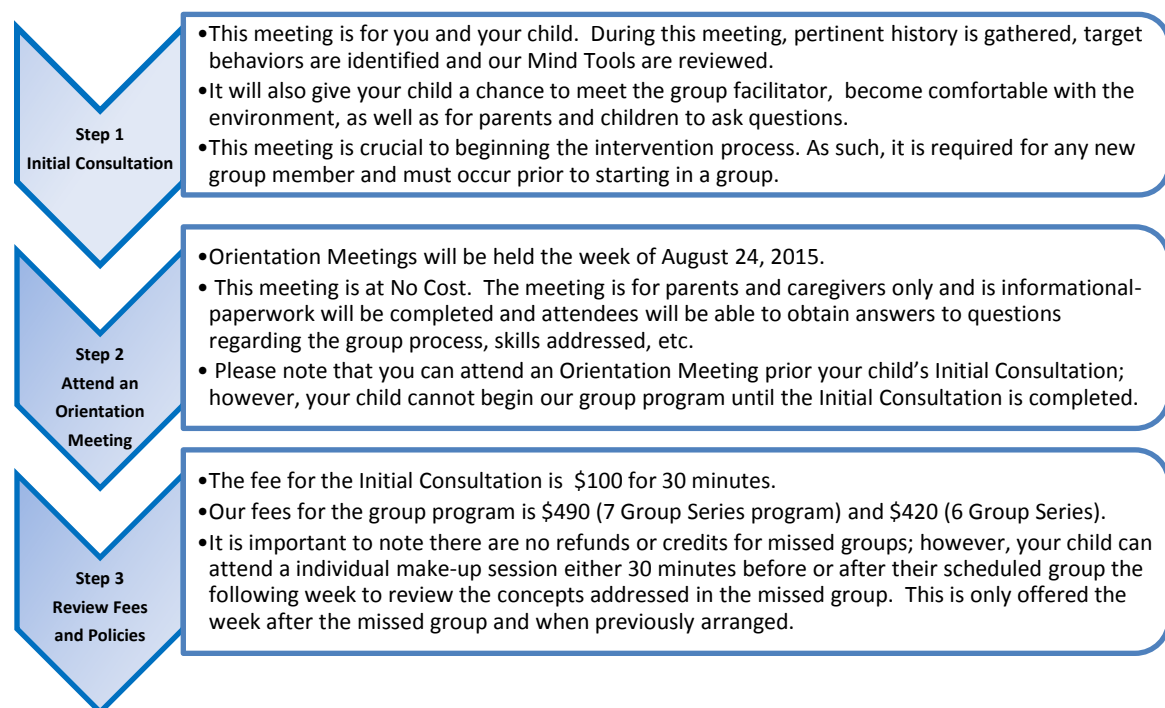 Step 1
Initial Consultation
•This meeting is for you and your child.  During this meeting, pertinent history is gathered, target
behaviors are identified and our Mind Tools are reviewed.
•It will also give your child a chance to meet the group facilitator,  become comfortable with the
environment, as well as for parents and children to ask questions.
•This meeting is crucial to beginning the intervention process. As such, it is required for any new
group member and must occur prior to starting in a group.
Step 2
Attend an
Orientation
Meeting
•Orientation Meetings will be held the week of August 24, 2015.
• This meeting is at No Cost.  The meeting is for parents and caregivers only and is informational-
paperwork will be completed and attendees will be able to obtain answers to questions
regarding the group process, skills addressed, etc.
• Please note that you can attend an Orientation Meeting prior your child’s Initial Consultation;
however, your child cannot begin our group program until the Initial Consultation is completed.
Step 3
Review Fees
and Policies
•The fee for the Initial Consultation is  $100 for 30 minutes.
•Our fees for the group program is $490 (7 Group Series program) and $420 (6 Group Series).
•It is important to note there are no refunds or credits for missed groups; however, your child can
attend a individual make-up session either 30 minutes before or after their scheduled group the
following week to review the concepts addressed in the missed group.  This is only offered the
week after the missed group and when previously arranged.